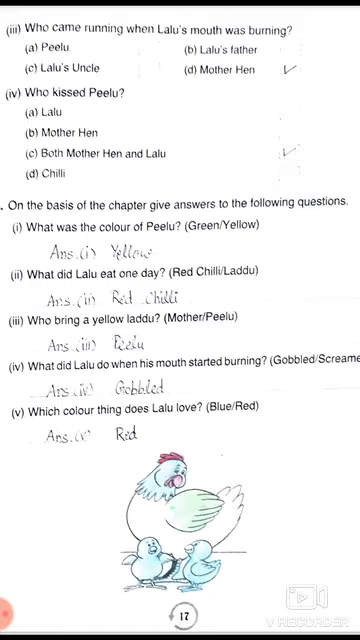 (iii) Who came running when Lalu's mouth was burning?
(a) Peelu (b) Lalu's father
(c) Lalu's Uncle (d) Mother Hen ✓
(iv) Who kissed Peelu?
(a) Lalu
(b) Mother Hen
(c) Both Mother Hen and Lalu ✓
(d) Chilli
. On the basis of the chapter give answers to the following questions.
(i) What was the colour of Peelu? (Green/Yellow)
Ans.(i) Yellow
(ii) What did Lalu eat one day? (Red Chilli/Laddu)
Ans.(ii) Red Chilli
(iii) Who bring a yellow laddu? (Mother/Peelu)
Ans (iii) Peelu
(iv) What did Lalu do when his mouth started burning? (Gobbled/Screame
Ans (iv) Gobbled
(v) Which colour thing does Lalu love? (Blue/Red)
Ans.(v) Red
17
V RECORDER